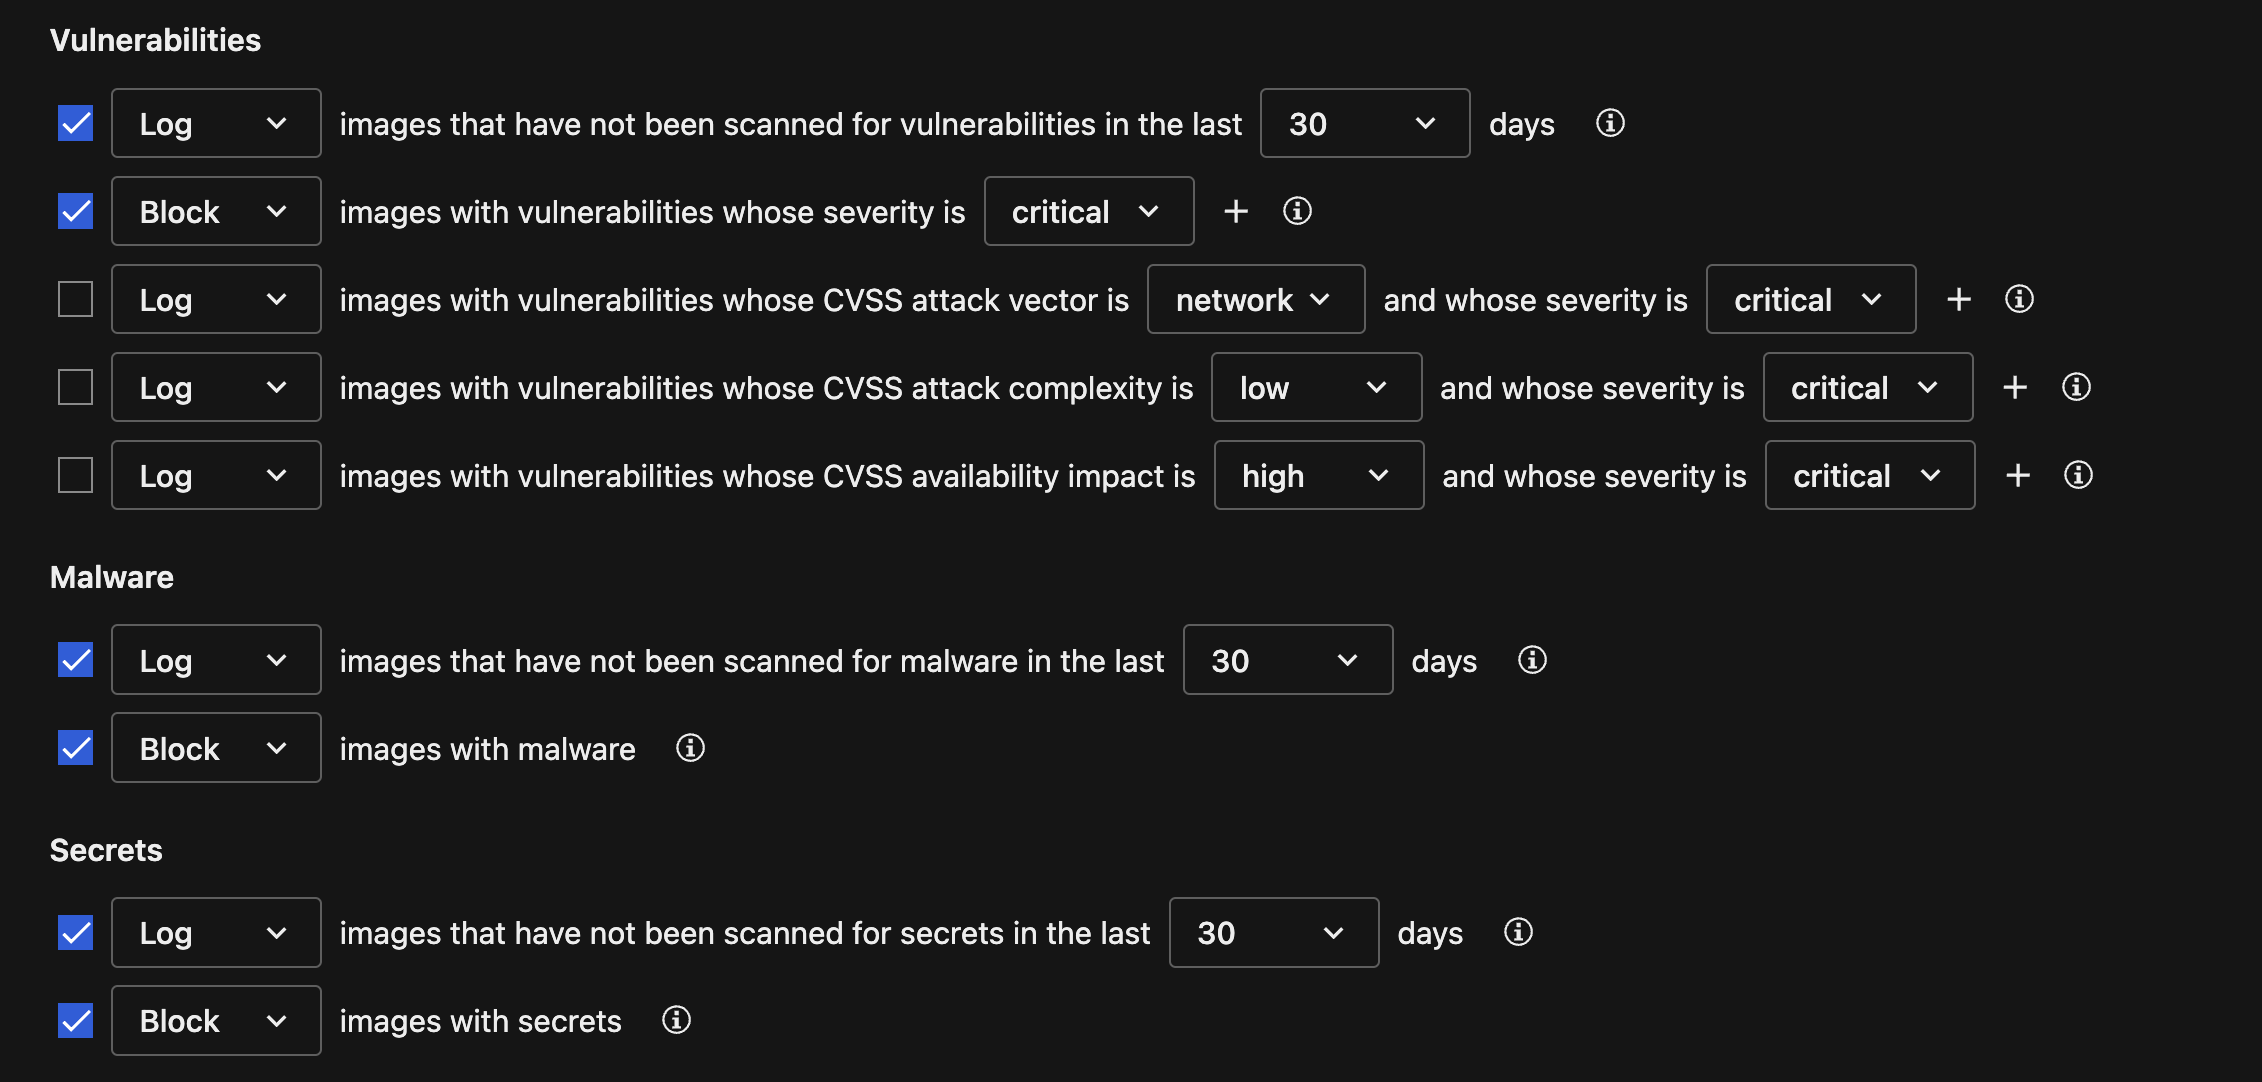 Vulnerabilities
Log images that have not been scanned for vulnerabilities in the last 30 days
Block images with vulnerabilities whose severity is critical +
Log images with vulnerabilities whose CVSS attack vector is network and whose severity is critical +
Log images with vulnerabilities whose CVSS attack complexity is low and whose severity is critical +
Log images with vulnerabilities whose CVSS availability impact is high and whose severity is critical +
Malware
Log images that have not been scanned for malware in the last 30 days
Block images with malware
Secrets
Log images that have not been scanned for secrets in the last 30 days
Block images with secrets